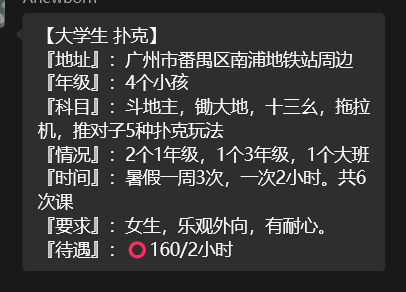 Anewborn
【大学生 扑克】
『地址』：广州市番禺区南浦地铁站周边
『年级』：4个小孩
『科目』：斗地主，锄大地，十三幺，拖拉
机，推对子5种扑克玩法
『情况』：2个1年级，1个3年级，1个大班
『时间』：暑假一周3次，一次2小时。共6
次课
『要求』：女生，乐观外向，有耐心。
『待遇』：⭕160/2小时